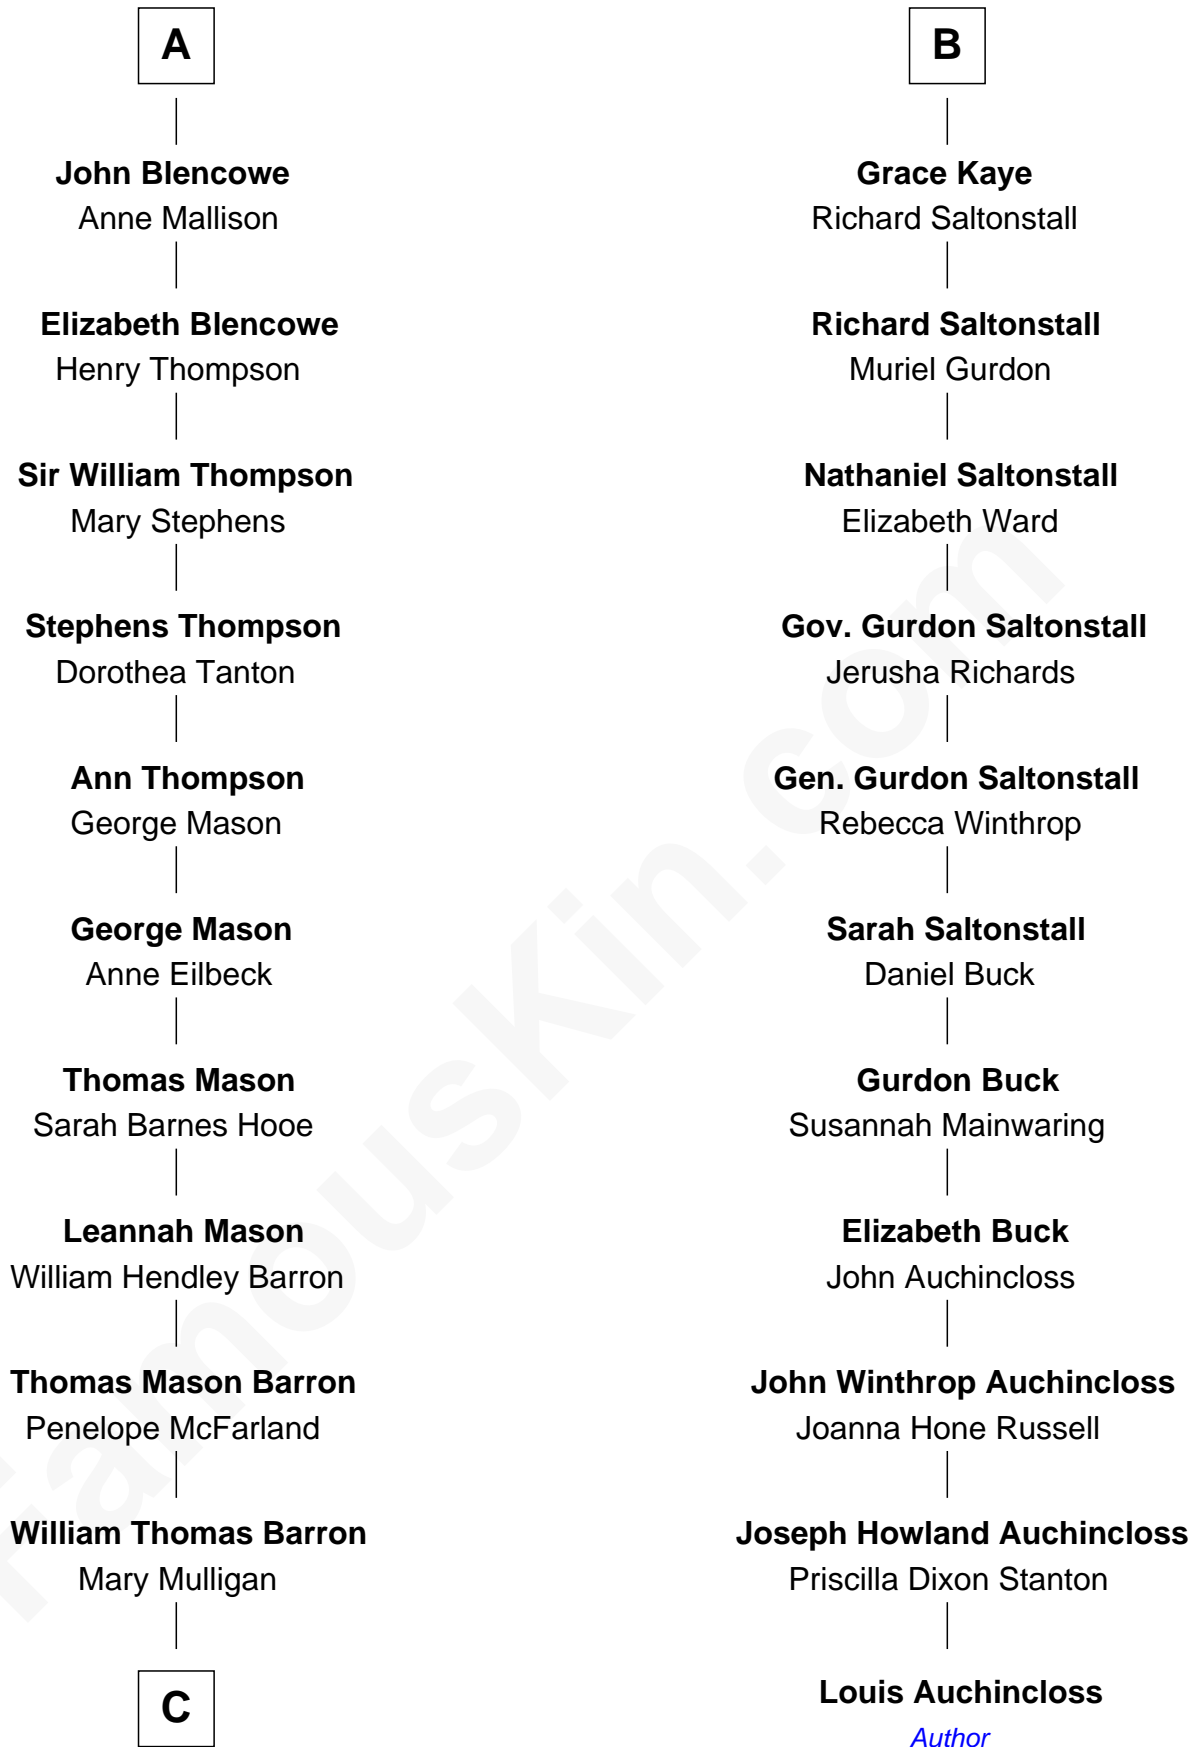 A
John Blencowe
Anne Mallison
Elizabeth Blencowe
Henry Thompson
Sir William Thompson
Mary Stephens
Stephens Thompson
Dorothea Tanton
Ann Thompson
George Mason
George Mason
Anne Eilbeck
Thomas Mason
Sarah Barnes Hooe
Leannah Mason
William Hendley Barron
Thomas Mason Barron
Penelope McFarland
William Thomas Barron
Mary Mulligan
C
B
Grace Kaye
Richard Saltonstall
Richard Saltonstall
Muriel Gurdon
Nathaniel Saltonstall
Elizabeth Ward
Gov. Gurdon Saltonstall
Jerusha Richards
Gen. Gurdon Saltonstall
Rebecca Winthrop
Sarah Saltonstall
Daniel Buck
Gurdon Buck
Susannah Mainwaring
Elizabeth Buck
John Auchincloss
John Winthrop Auchincloss
Joanna Hone Russell
Joseph Howland Auchincloss
Priscilla Dixon Stanton
Louis Auchincloss
Author
FamousKin.com